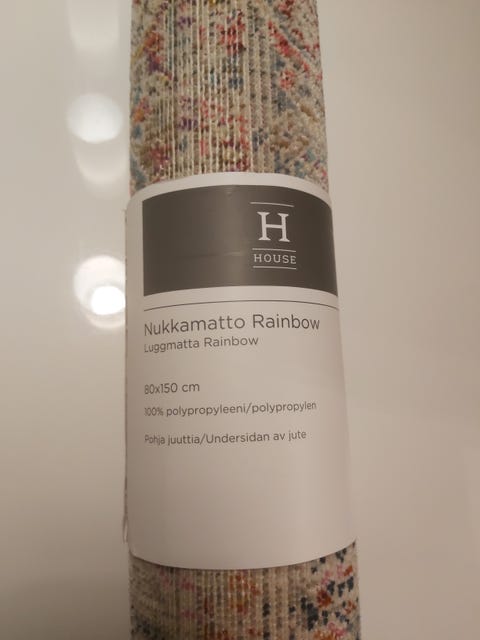 H
HOUSE
Nukkamatto Rainbow
Luggmatta Rainbow
80x150 cm
100% polypropyleeni/polypropylen
Pohja juuttia/Undersidan av jute